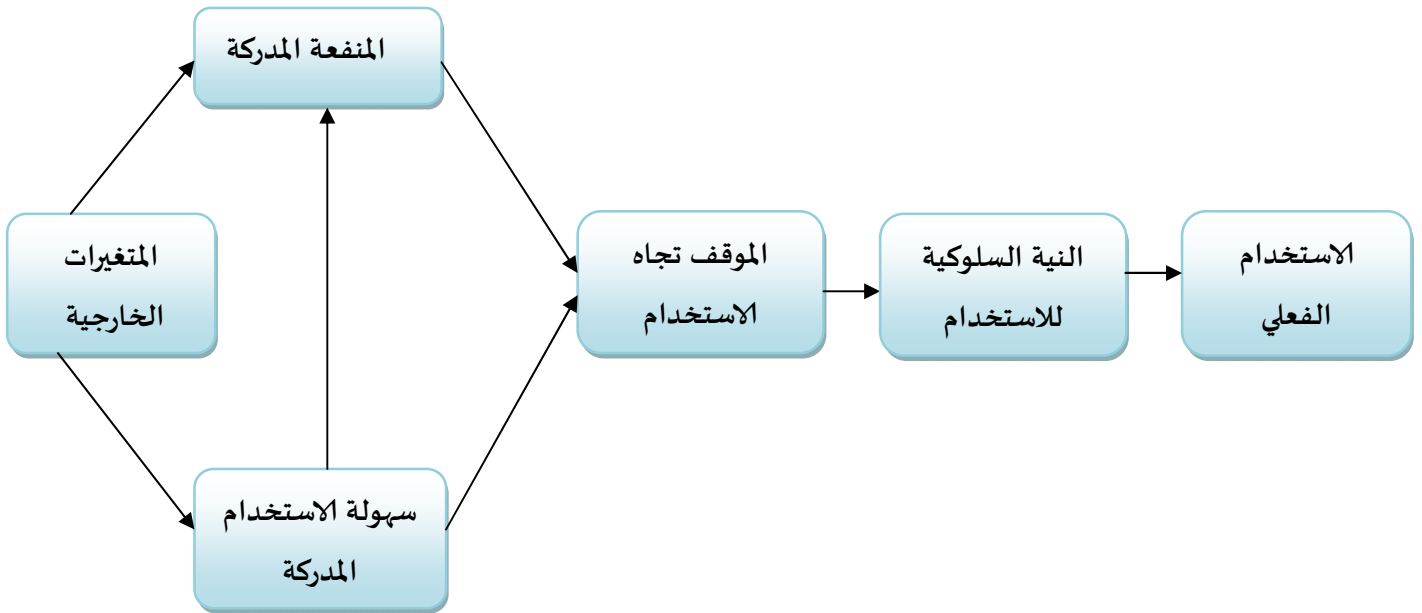 المنفعة المدركة
المتغيرات
الخارجية
الموقف تجاه
الاستخدام
النية السلوكية
للاستخدام
الاستخدام
الفعلي
سهولة الاستخدام
المدركة